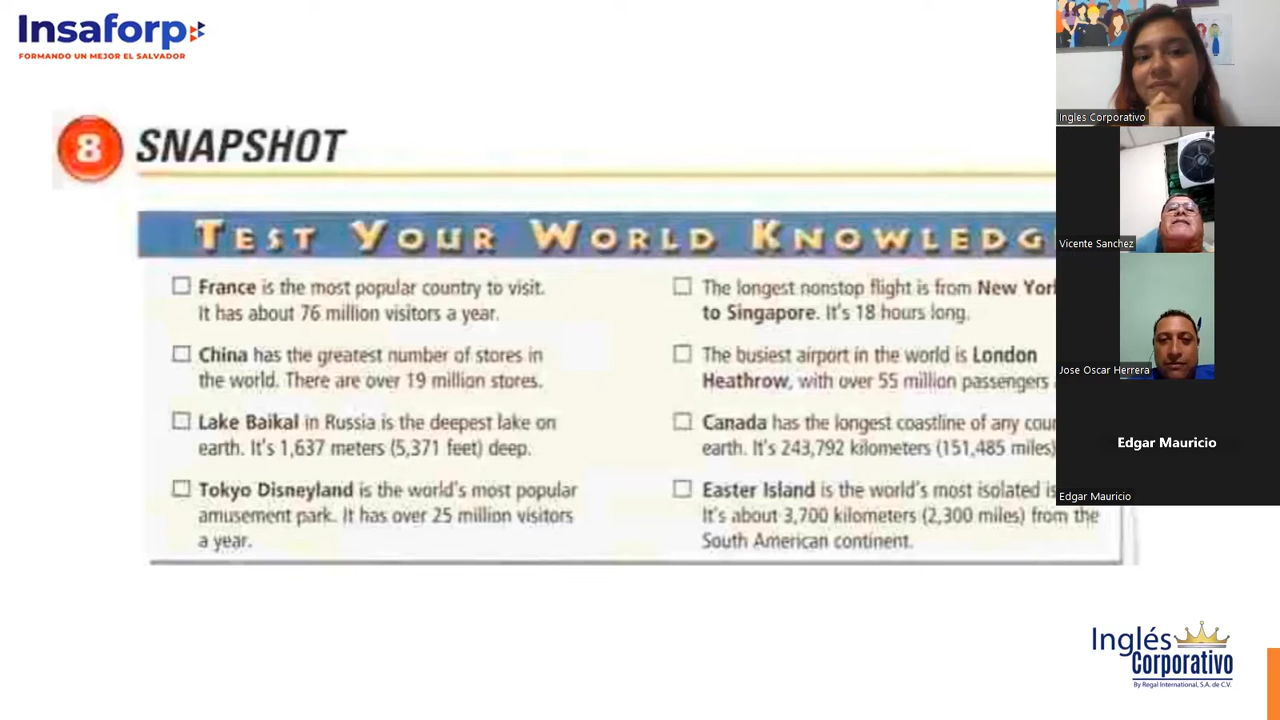 Insaforp
FORMANDO UN MEJOR EL SALVADOR
8 SNAPSHOT
TEST YOUR WORLD KNOWLEDG
France is the most popular country to visit.
It has about 76 million visitors a year.
China has the greatest number of stores in
the world. There are over 19 million stores.
Lake Baikal in Russia is the deepest lake on
earth. It's 1,637 meters (5,371 feet) deep.
Tokyo Disneyland is the world's most popular
amusement park. It has over 25 million visitors
a year.
The longest nonstop flight is from New Yor
to Singapore. It's 18 hours long.
The busiest airport in the world is London
Heathrow, with over 55 million passengers
Canada has the longest coastline of any cou
earth. It's 243,792 kilometers (151,485 miles)
Easter Island is the world's most isolated is
It's about 3,700 kilometers (2,300 miles) from the
South American continent.
Ingles Corporativo
Vicente Sanchez
Jose Oscar Herrera
Edgar Mauricio
Edgar Mauricio
Inglés
Corporativo
By Regal International, S.A. de C.V.